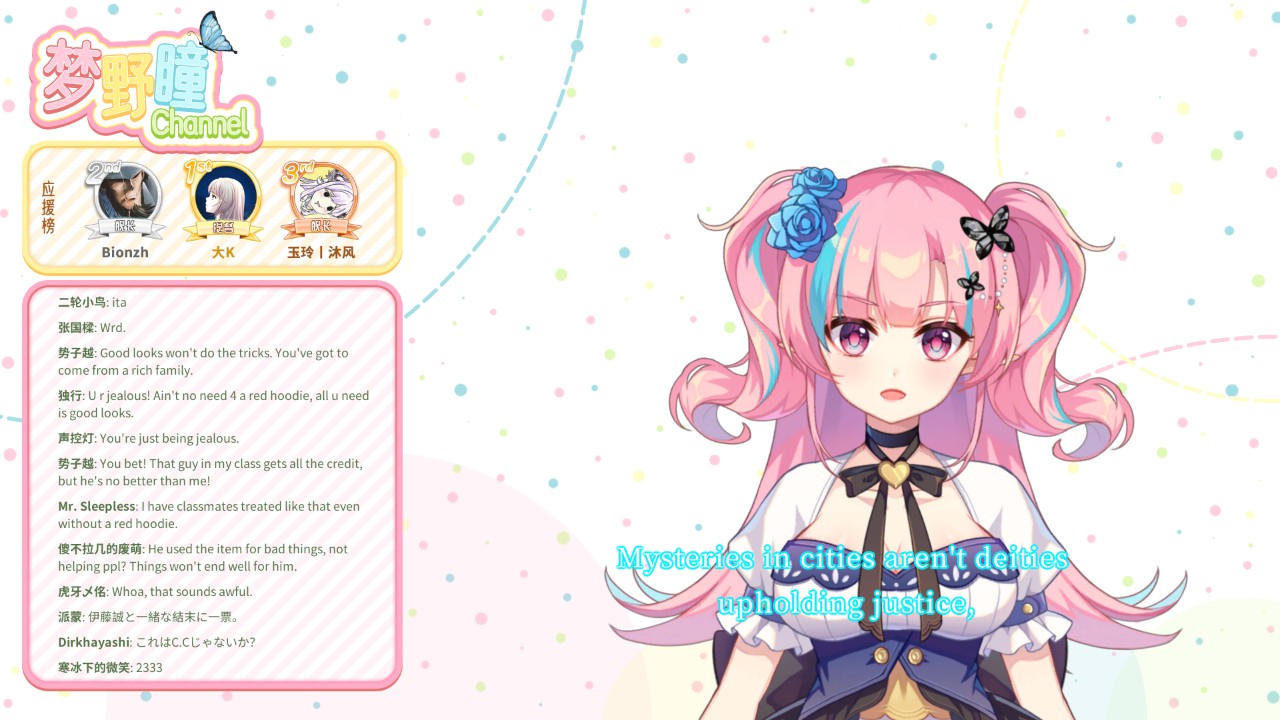 梦野瞳
Channel
应援榜
2nd
1st
3rd
舰长
提督
舰长
Bionzh
大K
玉玲丨沐风
二轮小鸟: ita
张国樑: Wrd.
势子越: Good looks won't do the tricks. You've got to
come from a rich family.
独行: U r jealous! Ain't no need 4 a red hoodie, all u need
is good looks.
声控灯: You're just being jealous.
势子越: You bet! That guy in my class gets all the credit,
but he's no better than me!
Mr. Sleepless: I have classmates treated like that even
without a red hoodie.
傻不拉几的废萌: He used the item for bad things, not
helping ppl? Things won't end well for him.
虎牙メ佲: Whoa, that sounds awful.
派蒙: 伊藤誠と一緒な結末に一票。
Dirkhayashi: これはC.Cじゃないか?
寒冰下的微笑: 2333
Mysteries in cities aren't deities
upholding justice,